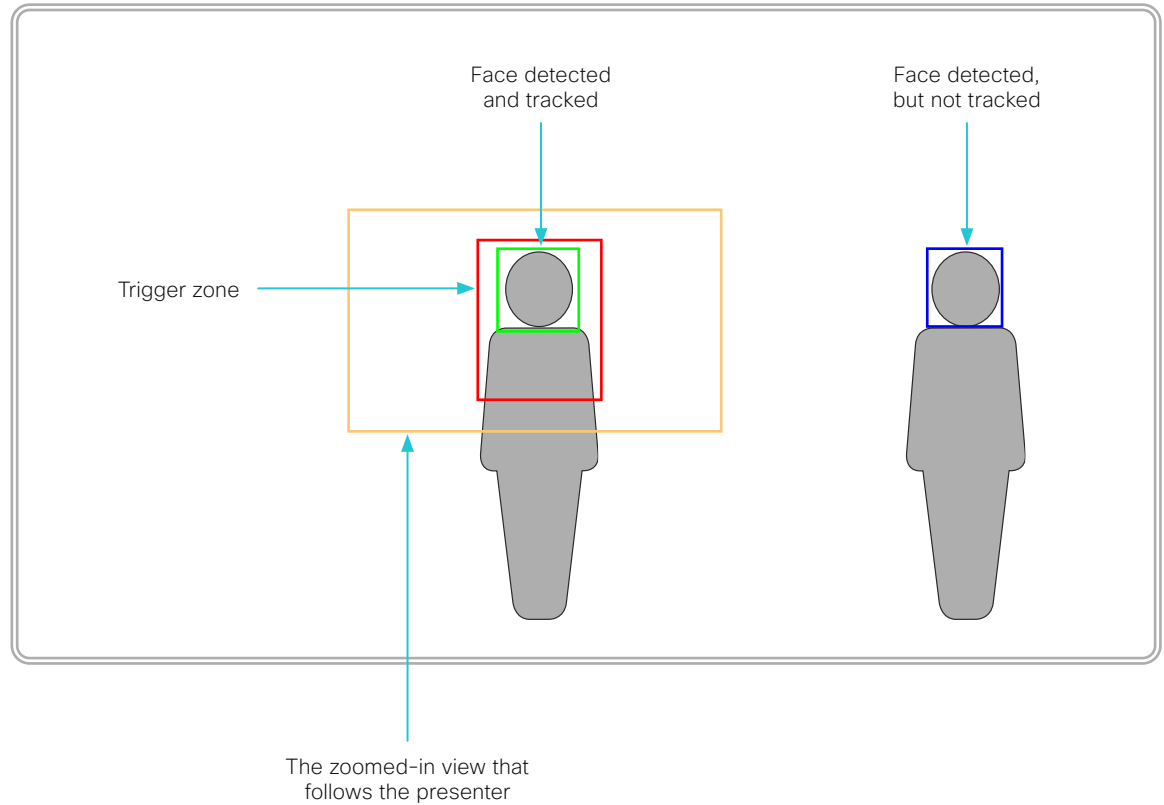 Face detected
and tracked
Face detected,
but not tracked
Trigger zone
The zoomed-in view that
follows the presenter